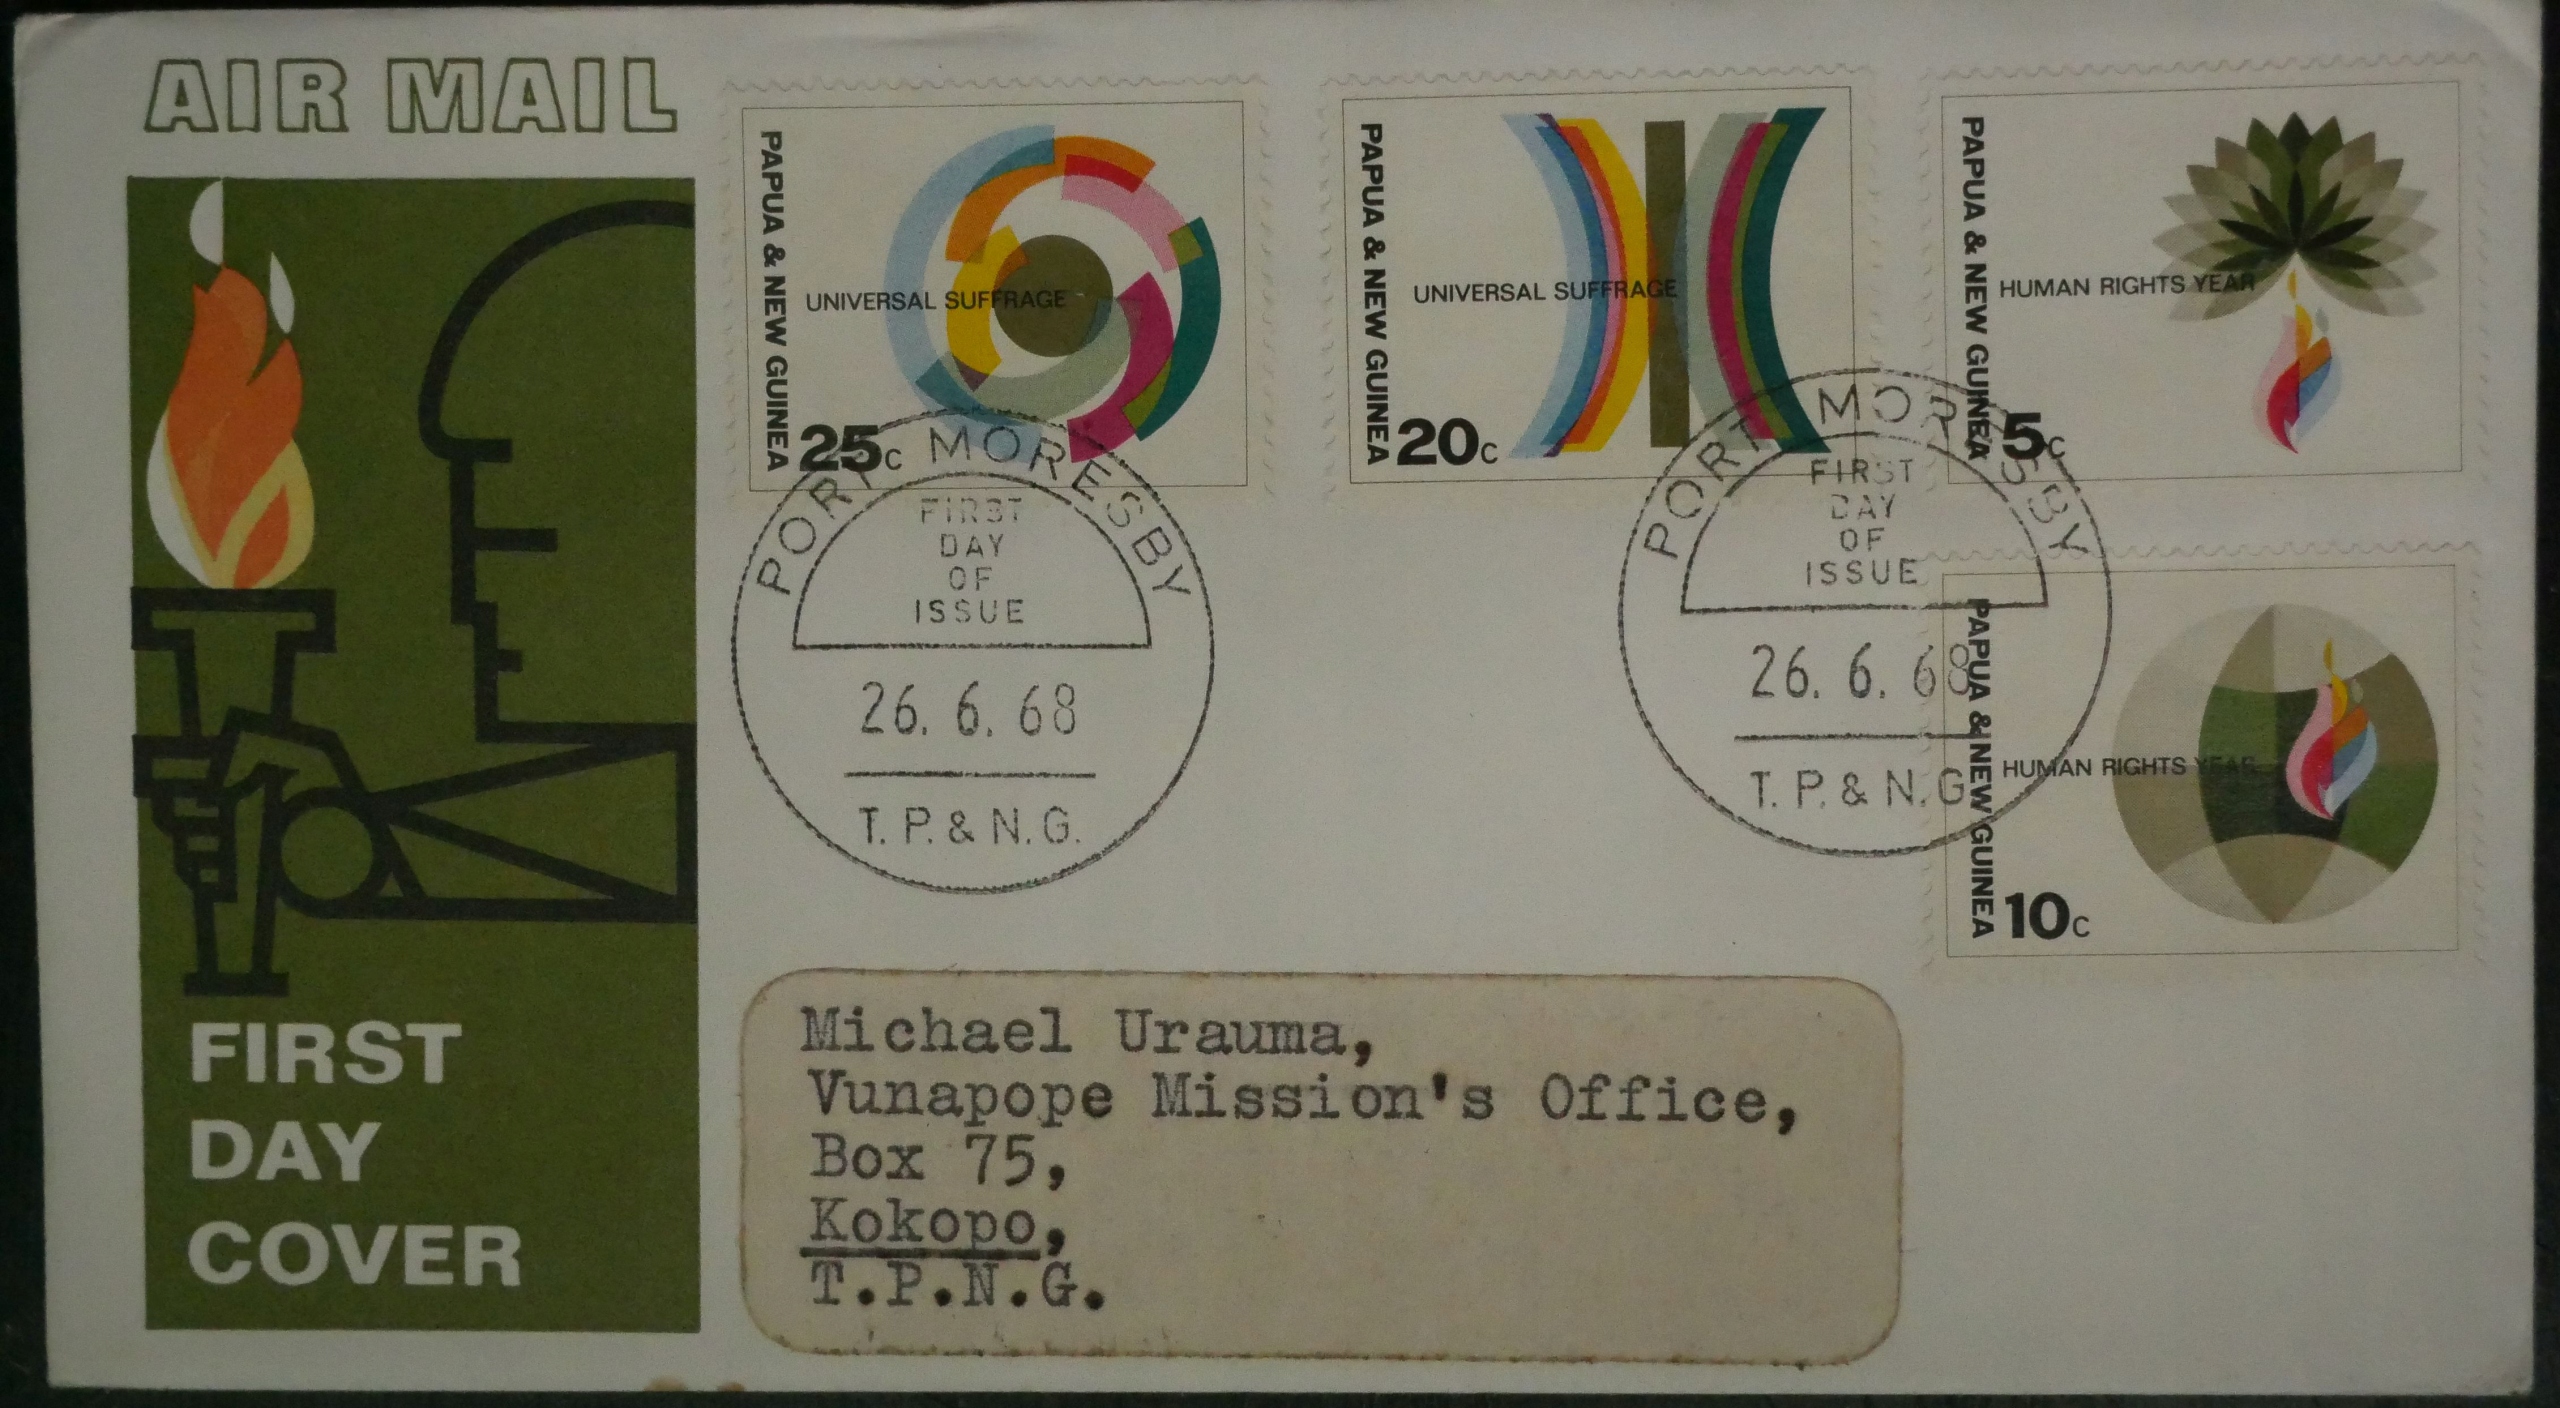 AIR MAIL
PAPUA & NEW GUINEA
UNIVERSAL SUFFRAGE
25c
PAPUA & NEW GUINEA
UNIVERSAL SUFFRAGE
20c
PAPUA & NEW GUINEA
HUMAN RIGHTS YEAR
5c
PORT MORESBY
FIRST
DAY
OF
ISSUE
26. 6. 68
T. P. & N. G.
PORT MORESBY
FIRST
DAY
OF
ISSUE
26. 6. 68
T. P. & N. G.
PAPUA & NEW GUINEA
HUMAN RIGHTS YEAR
10c
FIRST
DAY
COVER
Michael Urauma,
Vunapope Mission's Office,
Box 75,
Kokopo,
T.P.N.G.